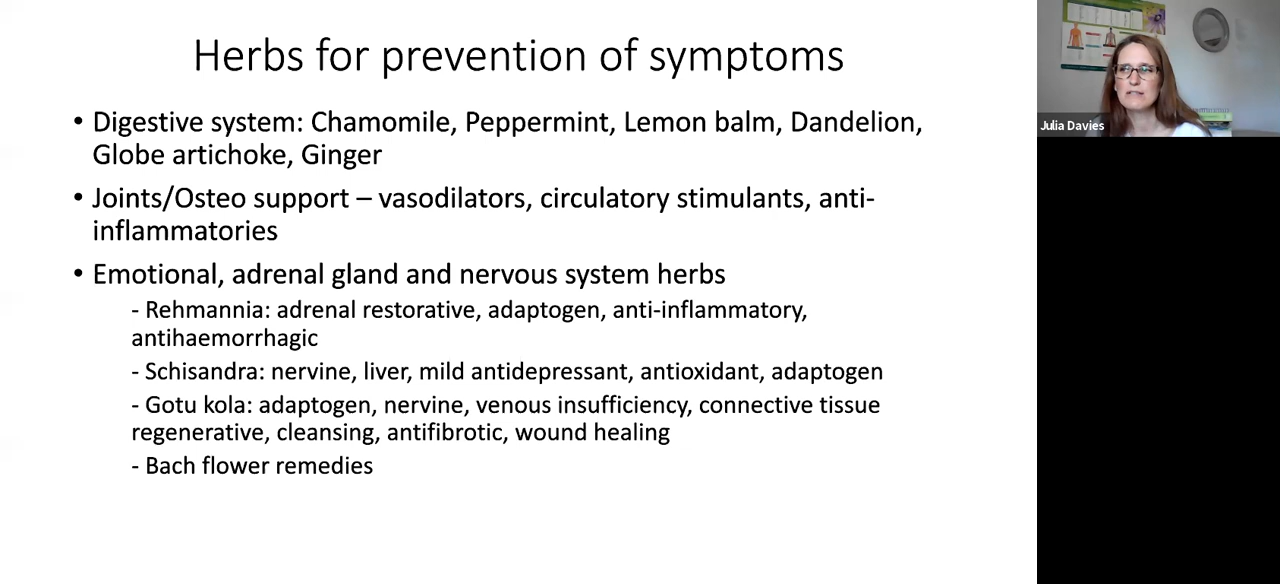 Herbs for prevention of symptoms
• Digestive system: Chamomile, Peppermint, Lemon balm, Dandelion,
Globe artichoke, Ginger
• Joints/Osteo support – vasodilators, circulatory stimulants, anti-
inflammatories
• Emotional, adrenal gland and nervous system herbs
- Rehmannia: adrenal restorative, adaptogen, anti-inflammatory,
antihaemorrhagic
- Schisandra: nervine, liver, mild antidepressant, antioxidant, adaptogen
- Gotu kola: adaptogen, nervine, venous insufficiency, connective tissue
regenerative, cleansing, antifibrotic, wound healing
- Bach flower remedies
Julia Davies